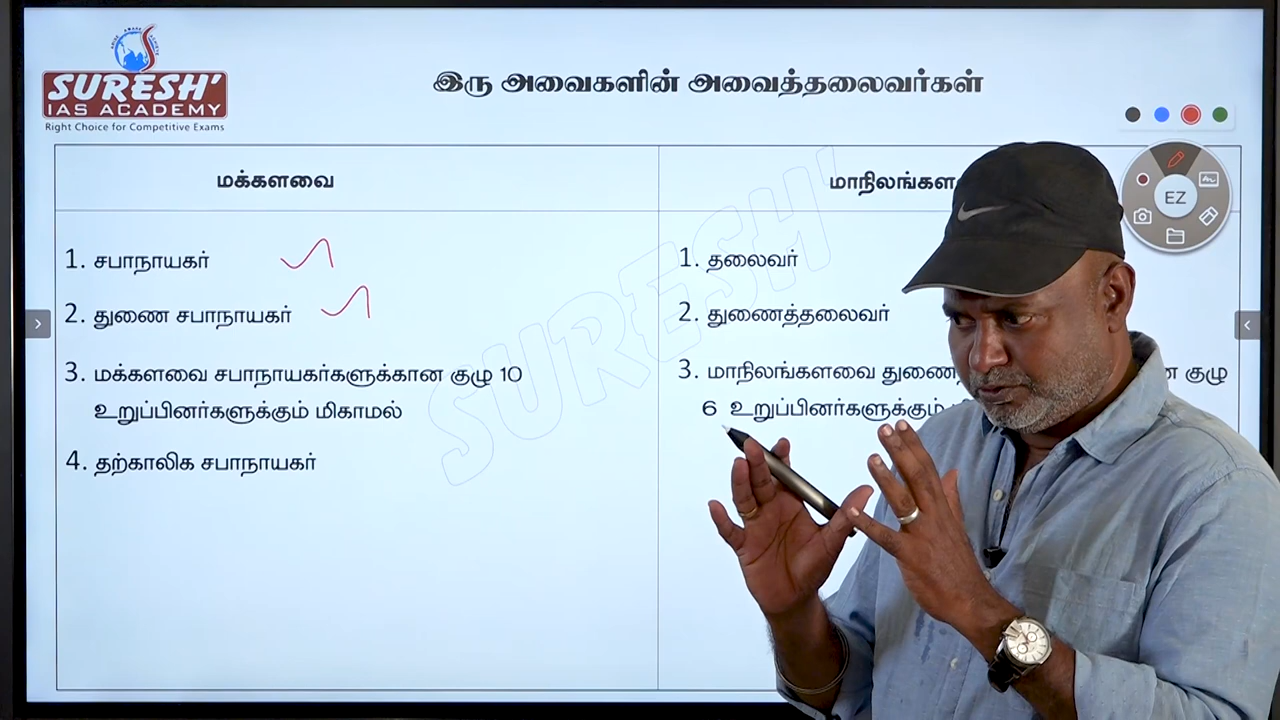 SURESH'
IAS ACADEMY
Right Choice for Competitive Exams
இரு அவைகளின் அவைத்தலைவர்கள்
EZ
மக்களவை
1. சபாநாயகர்
2. துணை சபாநாயகர்
3. மக்களவை சபாநாயகர்களுக்கான குழு 10
உறுப்பினர்களுக்கும் மிகாமல்
4. தற்காலிக சபாநாயகர்
1. தலைவர்
2. துணைத்தலைவர்
3. மாநிலங்களவை குழு
6 உறுப்பினர்களுக்கும்
SURESH'